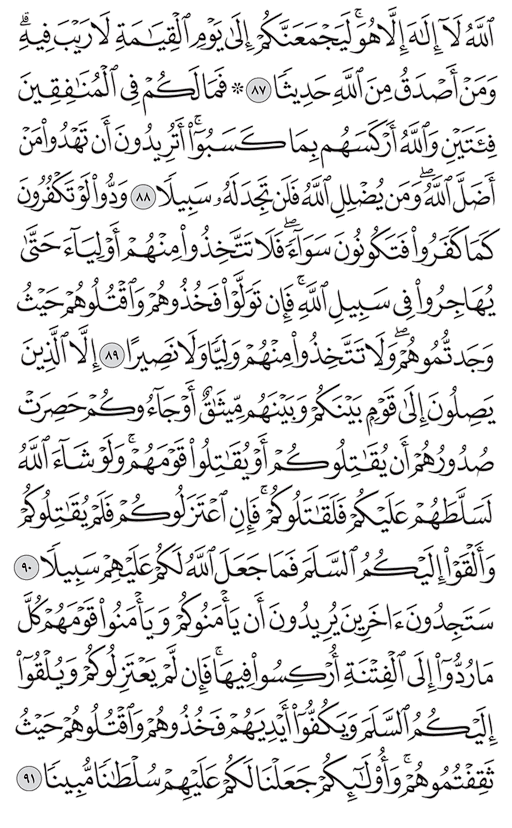 ٱللَّهُ لَآ إِلَـٰهَ إِلَّا هُوَۚ لَيَجْمَعَنَّكُمْ إِلَىٰ يَوْمِ ٱلْقِيَـٰمَةِ لَا رَيْبَ فِيهِۗ
وَمَنْ أَصْدَقُ مِنَ ٱللَّهِ حَدِيثًا ٨٧ ۞ فَمَا لَكُمْ فِى ٱلْمُنَـٰفِقِينَ
فِئَتَيْنِ وَٱللَّهُ أَرْكَسَهُم بِمَا كَسَبُوٓا۟ۚ أَتُرِيدُونَ أَن تَهْدُوا۟ مَنْ
أَضَلَّ ٱللَّهُۖ وَمَن يُضْلِلِ ٱللَّهُ فَلَن تَجِدَ لَهُۥ سَبِيلًا ٨٨ وَدُّوا۟ لَوْ تَكْفُرُونَ
كَمَا كَفَرُوا۟ فَتَكُونُونَ سَوَآءًۖ فَلَا تَتَّخِذُوا۟ مِنْهُمْ أَوْلِيَآءَ حَتَّىٰ
يُهَاجِرُوا۟ فِى سَبِيلِ ٱللَّهِۚ فَإِن تَوَلَّوْا۟ فَخُذُوهُمْ وَٱقْتُلُوهُمْ حَيْثُ
وَجَدتُّمُوهُمْۖ وَلَا تَتَّخِذُوا۟ مِنْهُمْ وَلِيًّا وَلَا نَصِيرًا ٨٩ إِلَّا ٱلَّذِينَ
يَصِلُونَ إِلَىٰ قَوْمٍۭ بَيْنَكُمْ وَبَيْنَهُم مِّيثَـٰقٌ أَوْ جَآءُوكُمْ حَصِرَتْ
صُدُورُهُمْ أَن يُقَـٰتِلُوكُمْ أَوْ يُقَـٰتِلُوا۟ قَوْمَهُمْۚ وَلَوْ شَآءَ ٱللَّهُ
لَسَلَّطَهُمْ عَلَيْكُمْ فَلَقَـٰتَلُوكُمْۚ فَإِنِ ٱعْتَزَلُوكُمْ فَلَمْ يُقَـٰتِلُوكُمْ
وَأَلْقَوْا۟ إِلَيْكُمُ ٱلسَّلَمَ فَمَا جَعَلَ ٱللَّهُ لَكُمْ عَلَيْهِمْ سَبِيلًا ٩٠
سَتَجِدُونَ ءَاخَرِينَ يُرِيدُونَ أَن يَأْمَنُوكُمْ وَيَأْمَنُوا۟ قَوْمَهُمْ كُلَّ
مَا رُدُّوٓا۟ إِلَى ٱلْفِتْنَةِ أُرْكِسُوا۟ فِيهَاۚ فَإِن لَّمْ يَعْتَزِلُوكُمْ وَيُلْقُوٓا۟
إِلَيْكُمُ ٱلسَّلَمَ وَيَكُفُّوٓا۟ أَيْدِيَهُمْ فَخُذُوهُمْ وَٱقْتُلُوهُمْ حَيْثُ
ثَقِفْتُمُوهُمْۚ وَأُو۟لَـٰٓئِكُمْ جَعَلْنَا لَكُمْ عَلَيْهِمْ سُلْطَـٰنًا مُّبِينًا ٩١